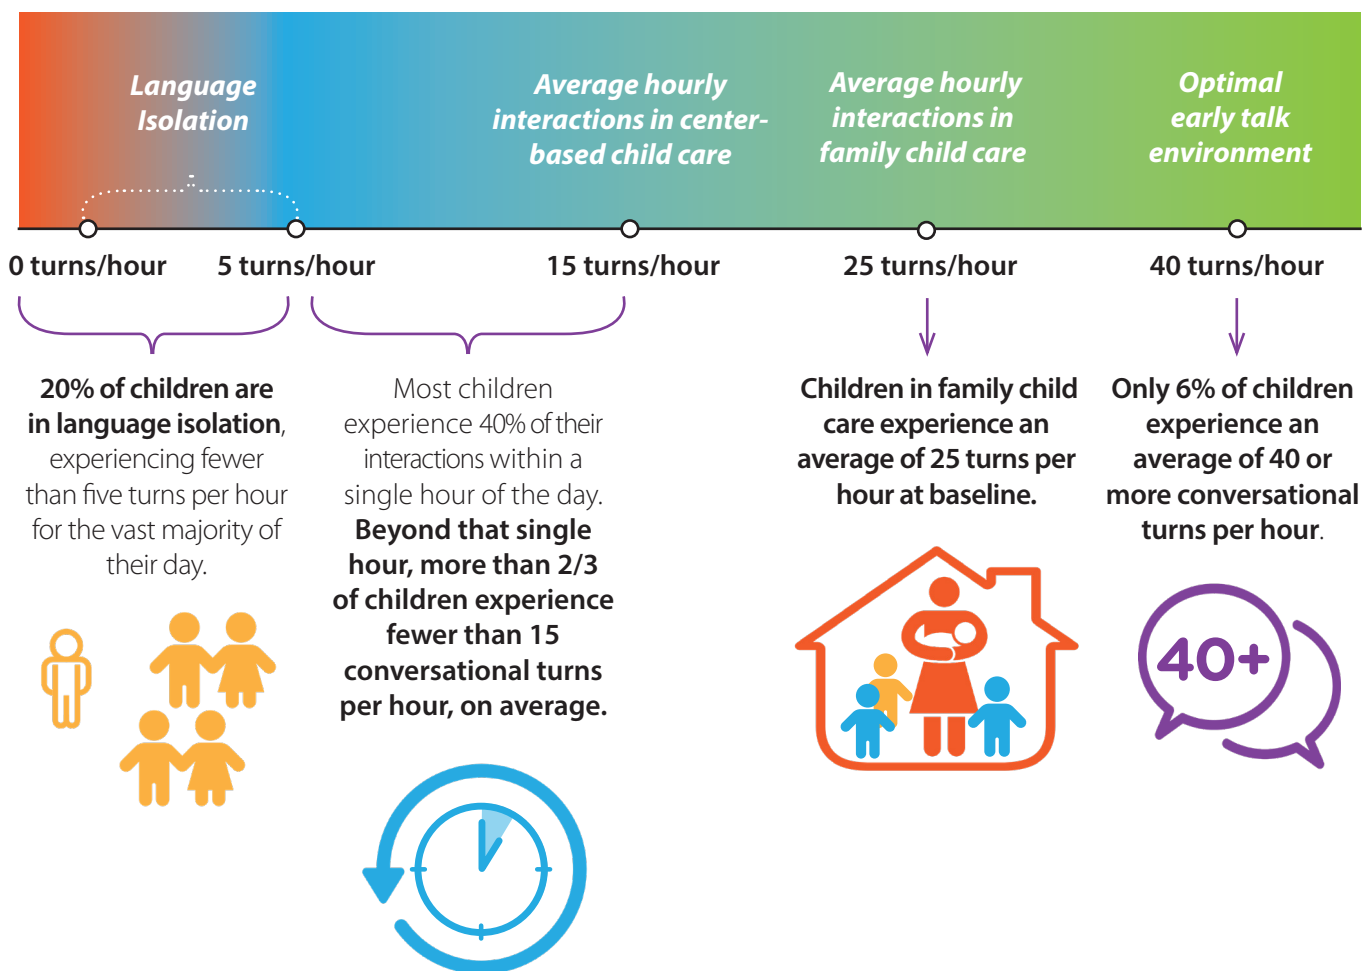 Language
Isolation
Average hourly
interactions in center-
based child care
Average hourly
interactions in
family child care
Optimal
early talk
environment
0 turns/hour
5 turns/hour
15 turns/hour
25 turns/hour
40 turns/hour
20% of children are
in language isolation,
experiencing fewer
than five turns per hour
for the vast majority of
their day.
Most children
experience 40% of their
interactions within a
single hour of the day.
Beyond that single
hour, more than 2/3
of children experience
fewer than 15
conversational turns
per hour, on average.
Children in family child
care experience an
average of 25 turns per
hour at baseline.
Only 6% of children
experience an
average of 40 or
more conversational
turns per hour.
40+